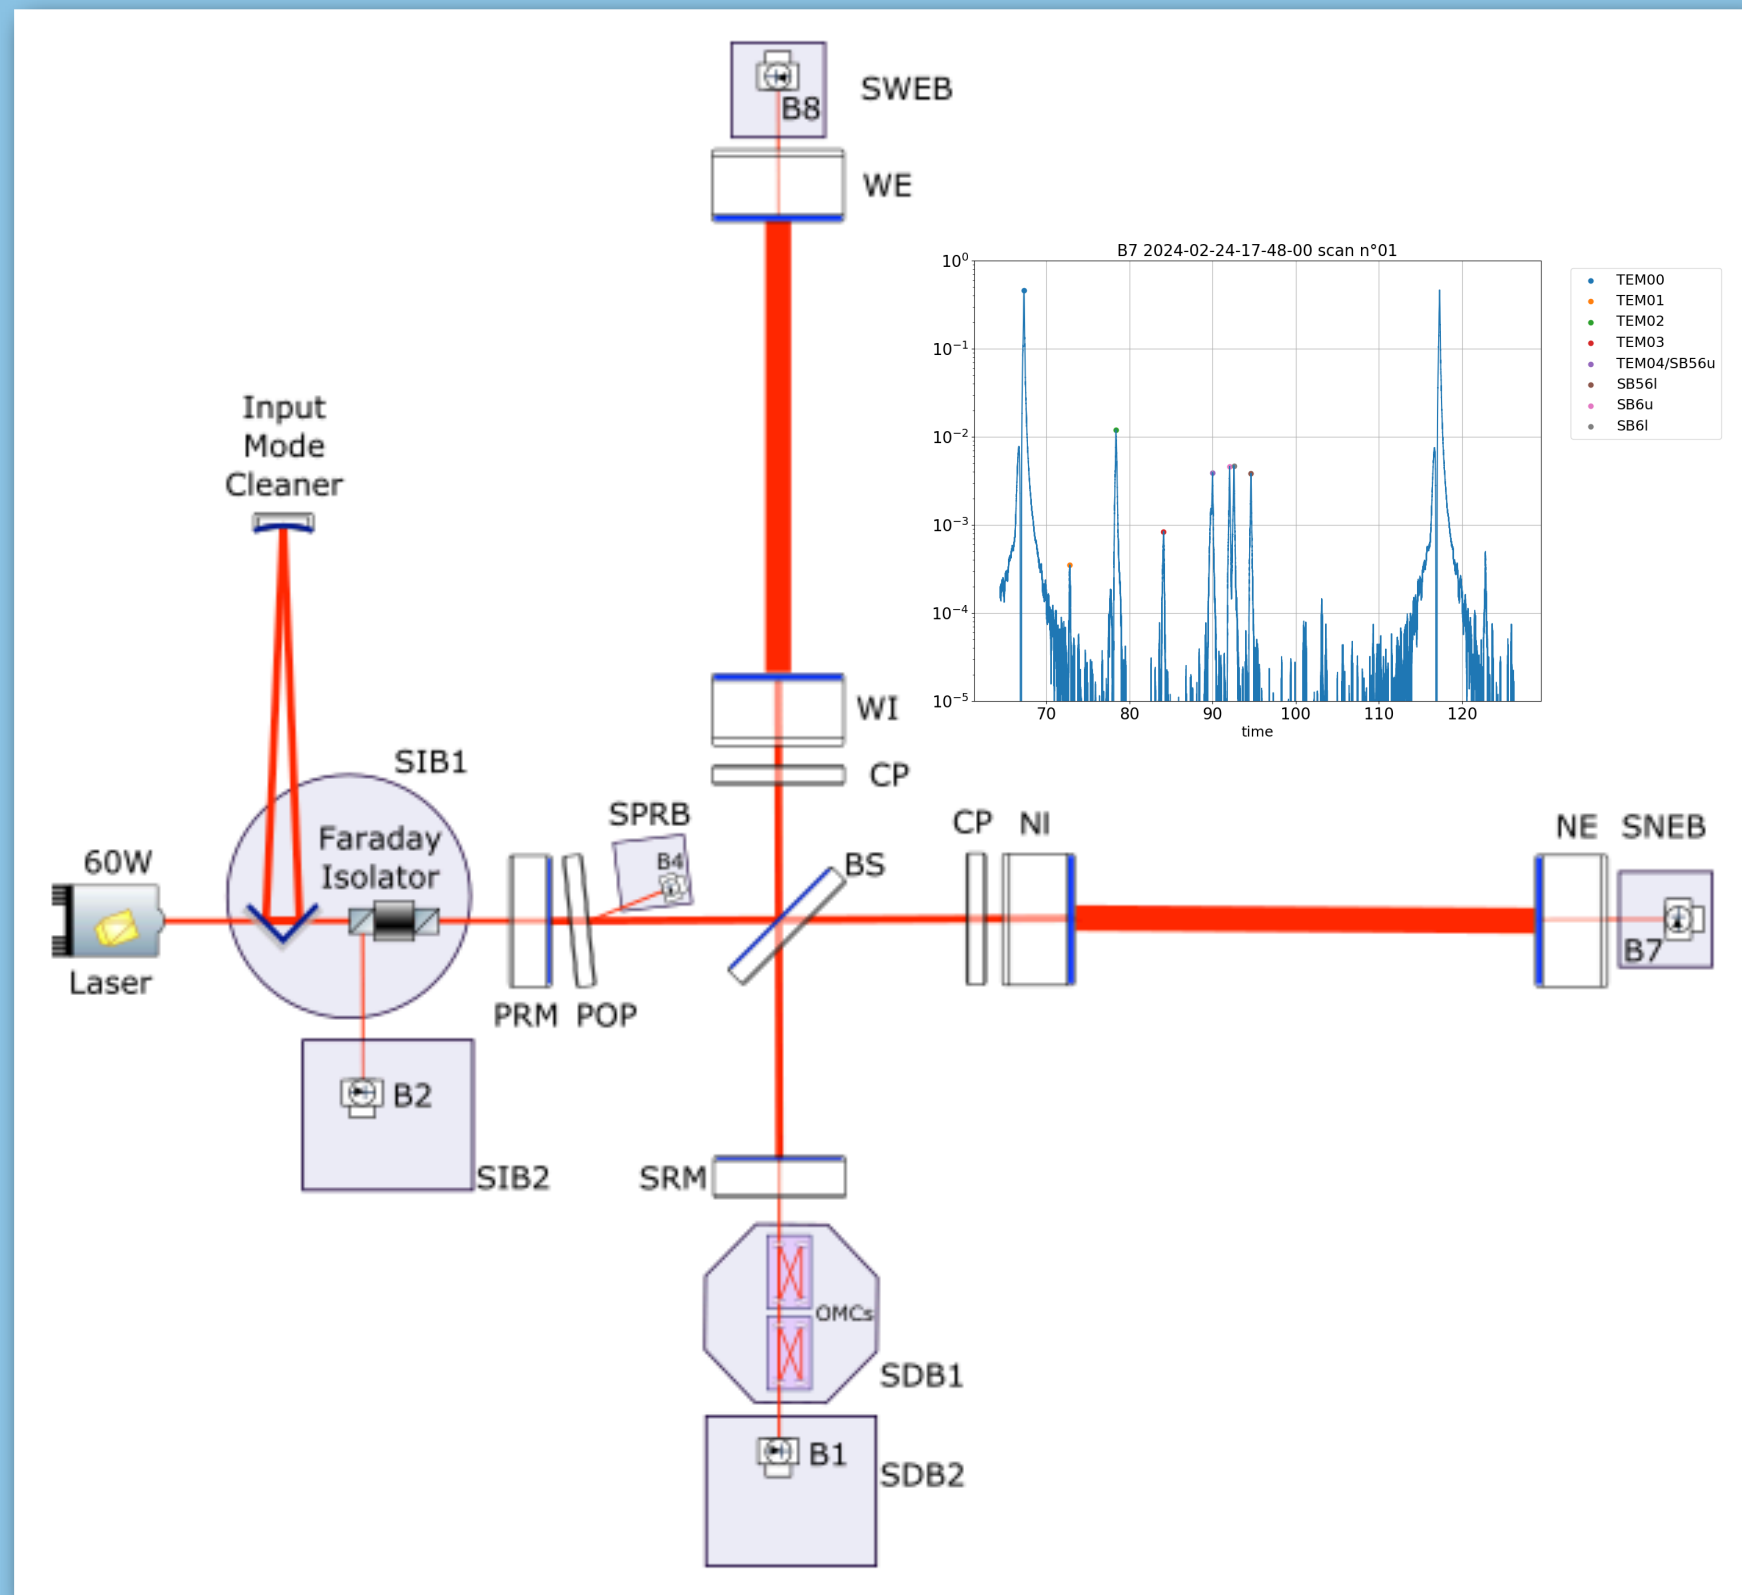 SWEB
B8
WE
B7 2024-02-24-17-48-00 scan n°01
10⁰
10⁻¹
10⁻²
10⁻³
10⁻⁴
10⁻⁵
70 80 90 100 110 120
time
TEM00
TEM01
TEM02
TEM03
TEM04/SB56u
SB56l
SB6u
SB6l
Input
Mode
Cleaner
WI
CP
SIB1
Faraday
Isolator
60W
Laser
SPRB
B4
BS
PRM POP
CP NI
NE SNEB
B7
B2
SIB2
SRM
OMCs
SDB1
B1
SDB2